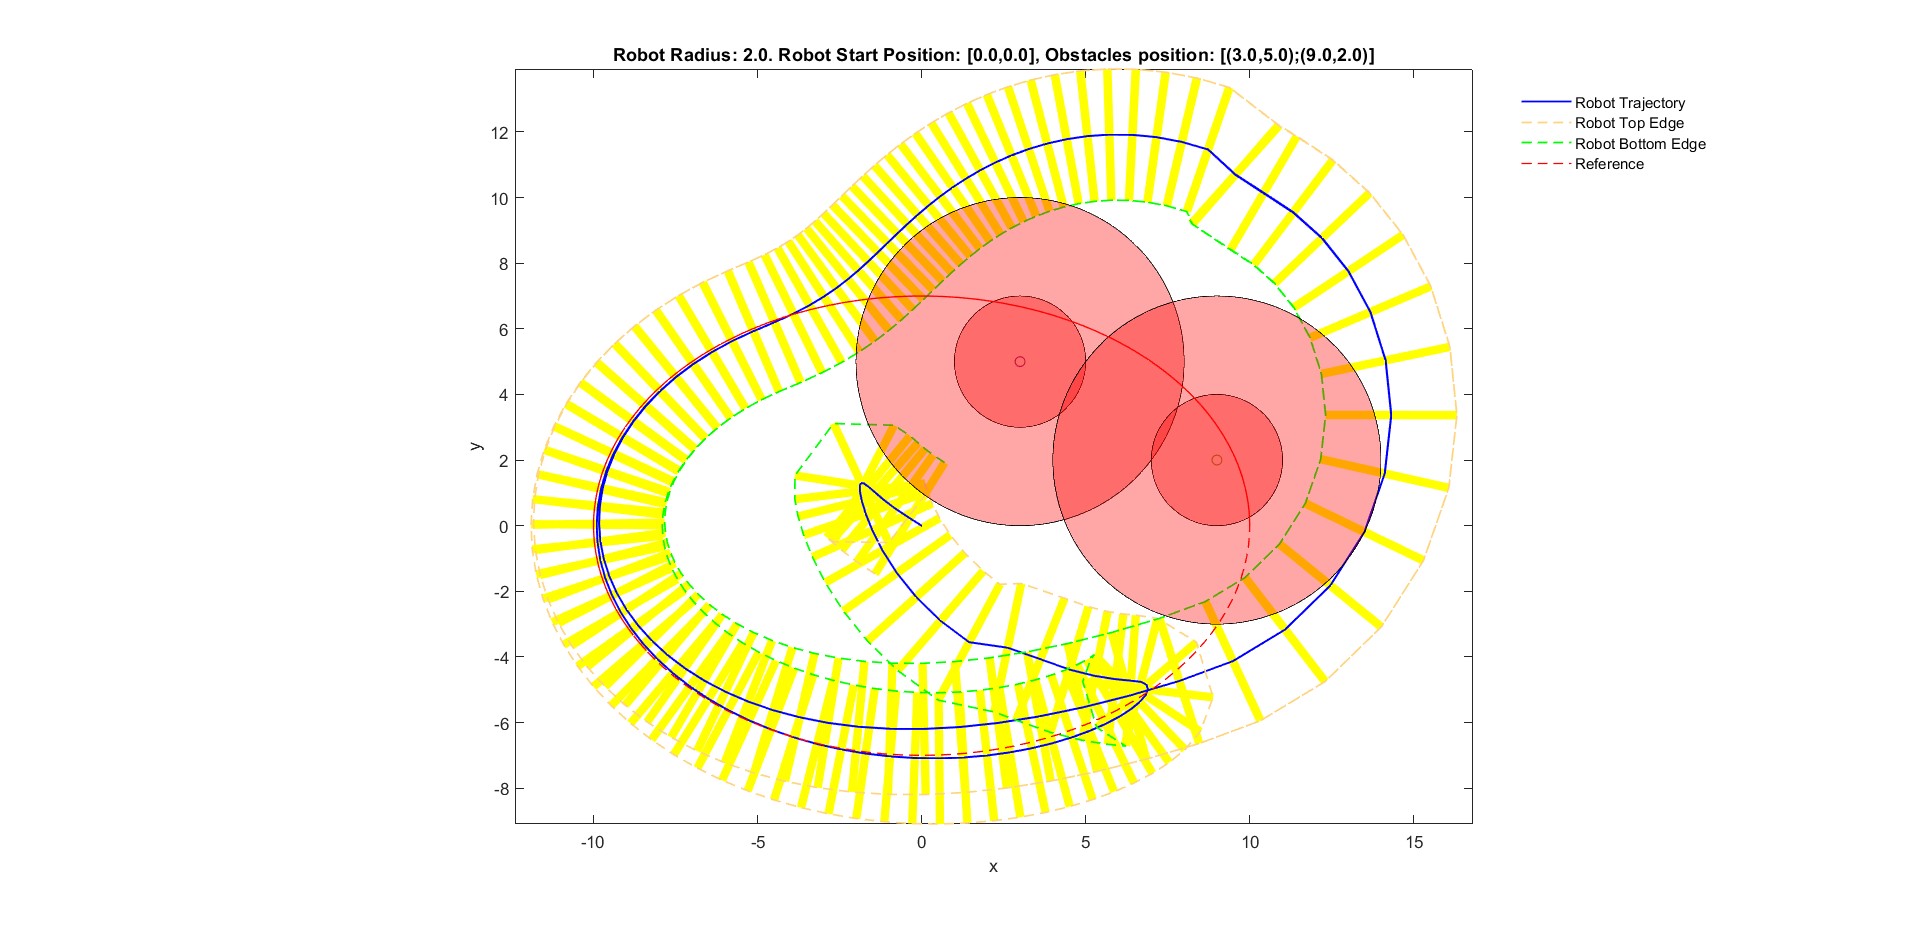 Robot Radius: 2.0. Robot Start Position: [0.0,0.0], Obstacles position: [(3.0,5.0);(9.0,2.0)]
Robot Trajectory
Robot Top Edge
Robot Bottom Edge
Reference
12
10
8
6
4
2
0
-2
-4
-6
-8
y
-10
-5
0
5
10
15
x